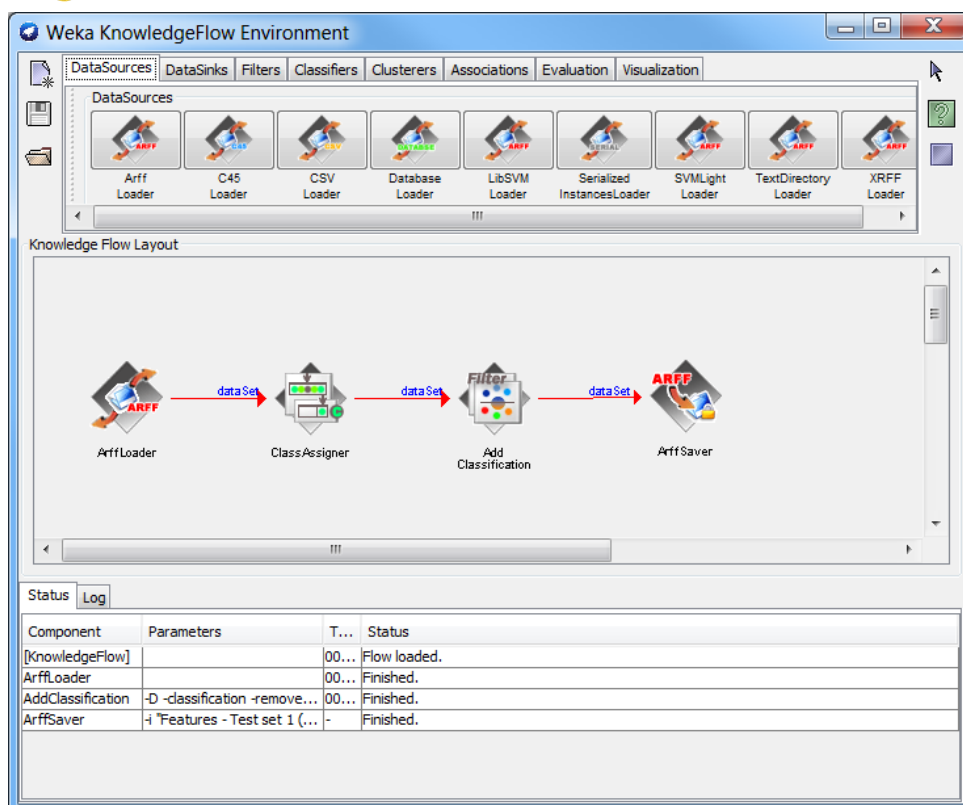 Weka KnowledgeFlow Environment
DataSources DataSinks Filters Classifiers Clusterers Associations Evaluation Visualization
DataSources
ARFF C45 CSV DATABASE ARFF SERIAL ARFF ARFF ARFF
Arff Loader
C45 Loader
CSV Loader
Database Loader
LibSVM Loader
Serialized InstancesLoader
SVMLight Loader
TextDirectory Loader
XRFF Loader
Knowledge Flow Layout
ARFF
dataSet
C
dataSet
Filter
dataSet
ARFF
ArffLoader
ClassAssigner
Add Classification
ArffSaver
Status Log
Component Parameters T... Status
[KnowledgeFlow] 00... Flow loaded.
ArffLoader 00... Finished.
AddClassification -D -classification -remove... 00... Finished.
ArffSaver -i "Features - Test set 1 (... - Finished.